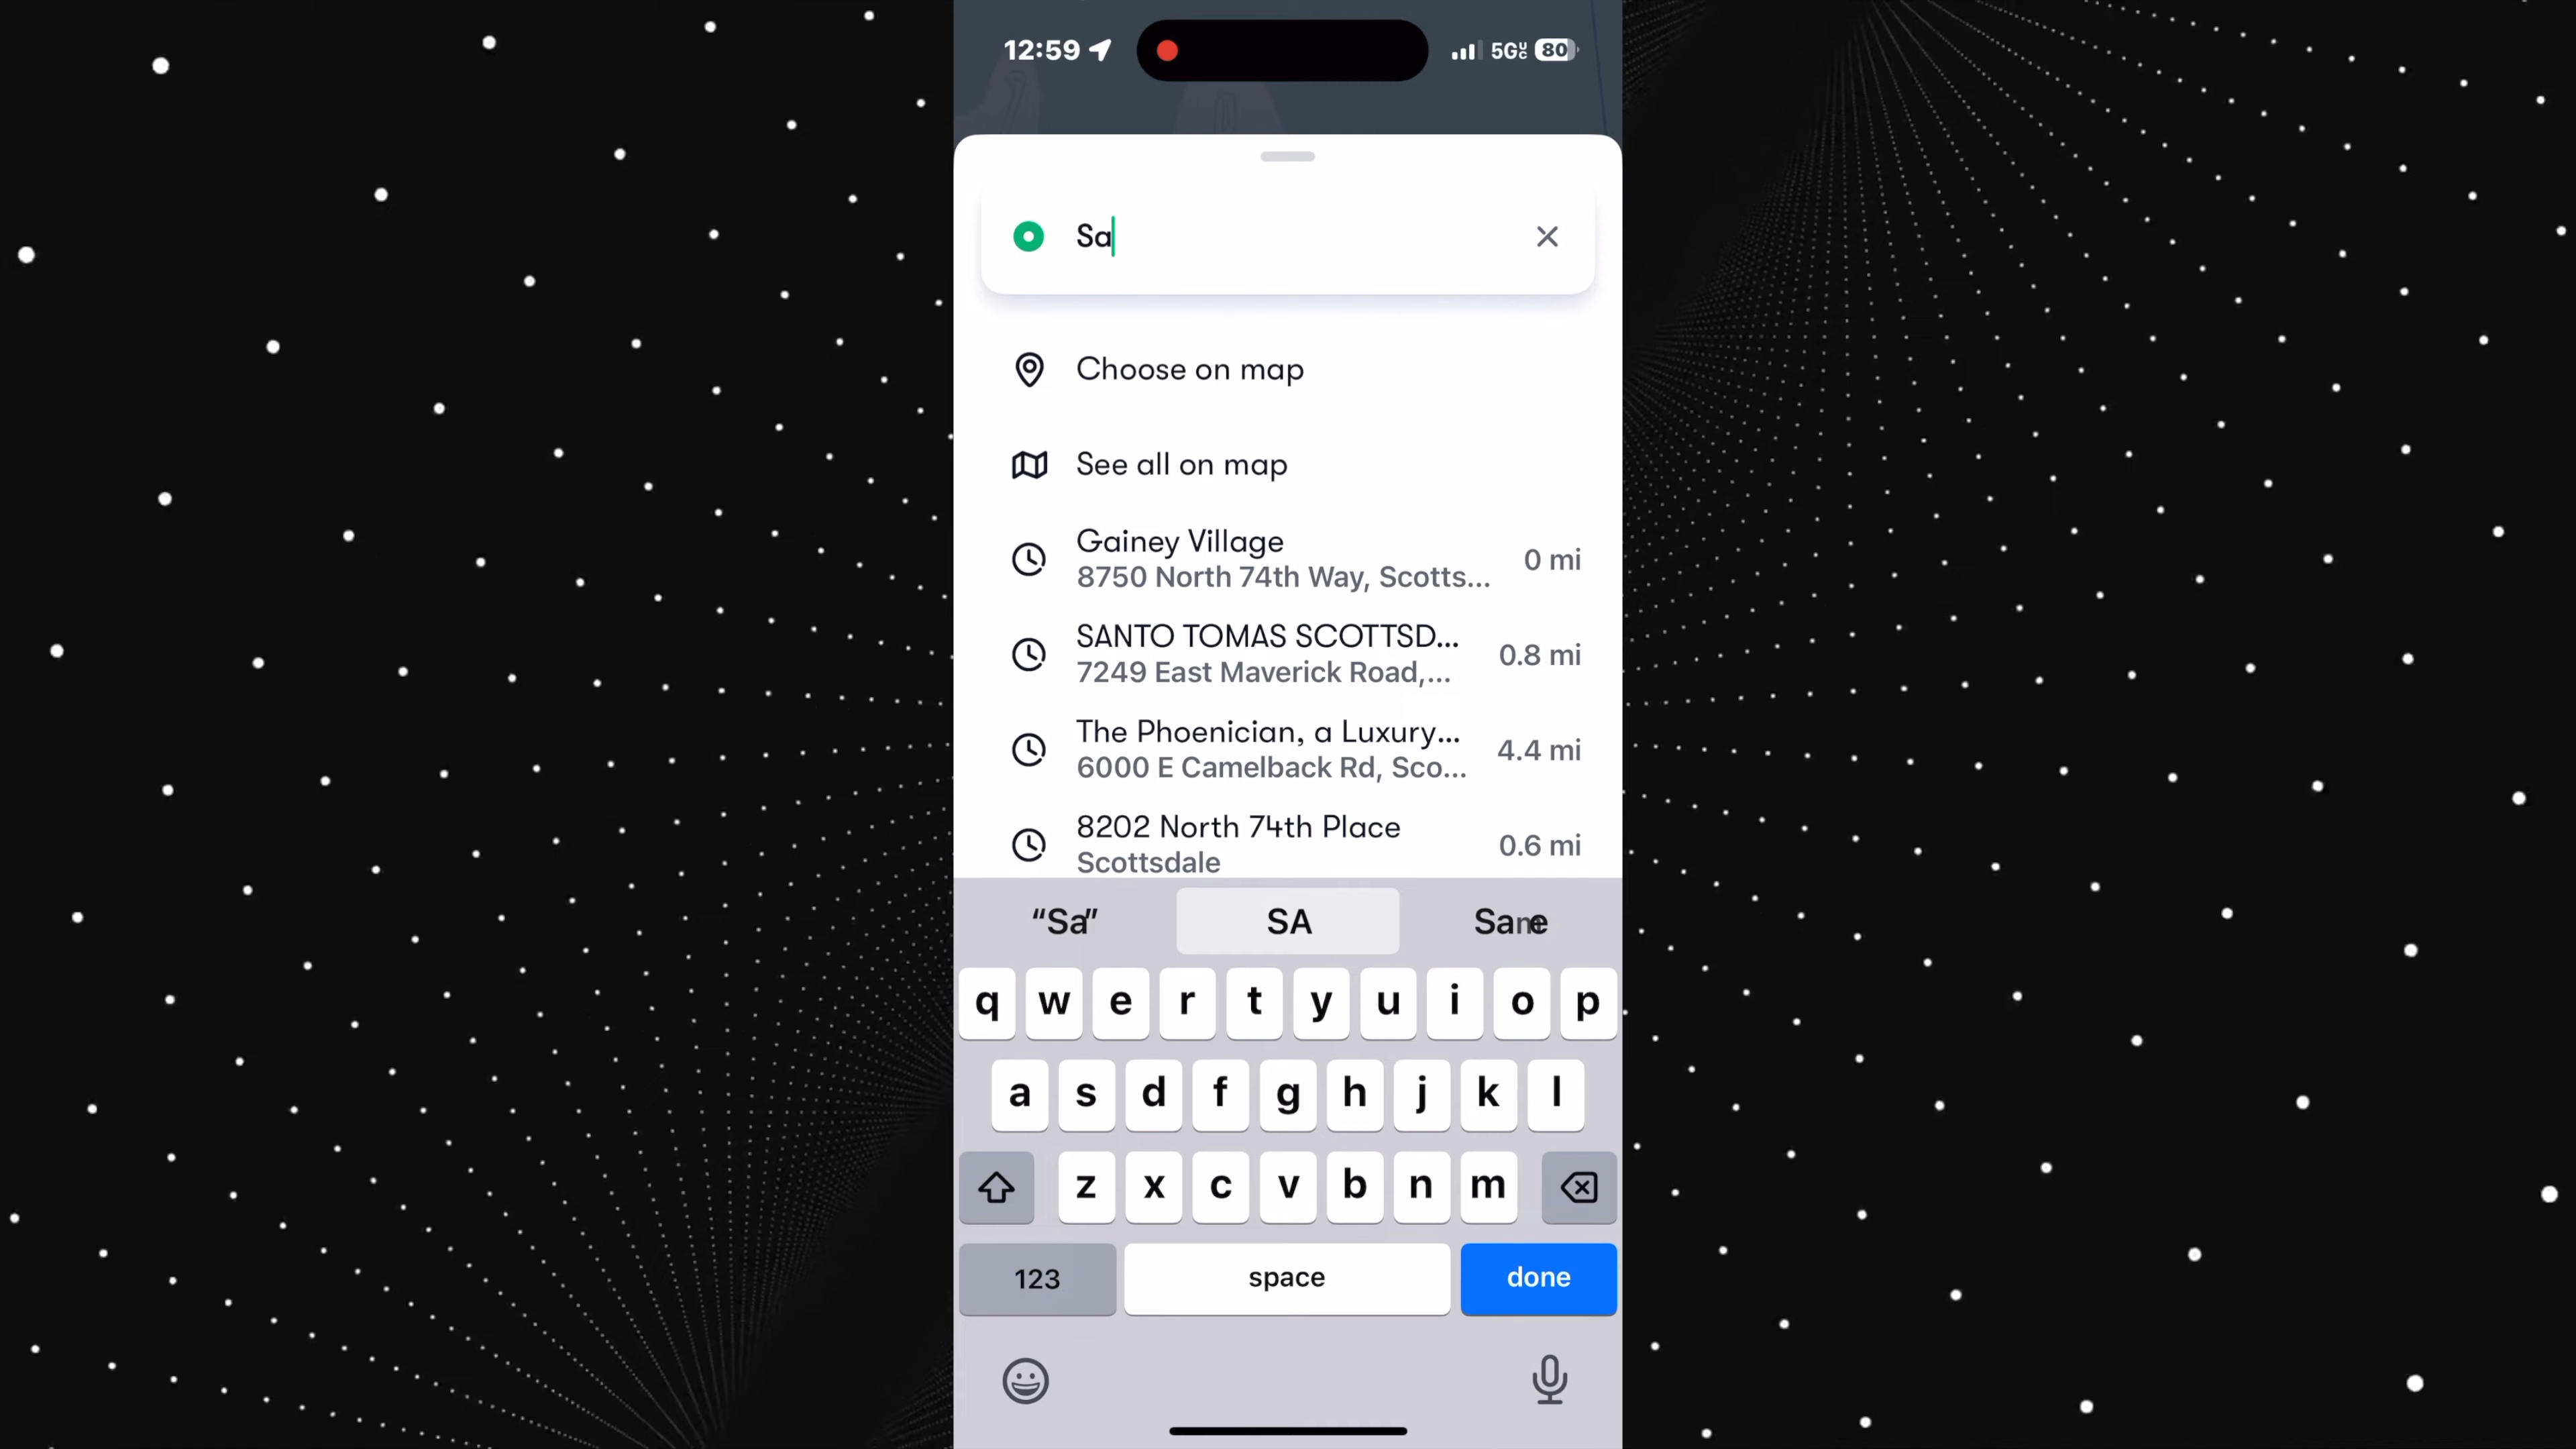 12:59
5GUC 80
Sa
Choose on map
See all on map
Gainey Village
8750 North 74th Way, Scotts...
0 mi
SANTO TOMAS SCOTTSD...
7249 East Maverick Road,...
0.8 mi
The Phoenician, a Luxury...
6000 E Camelback Rd, Sco...
4.4 mi
8202 North 74th Place
Scottsdale
0.6 mi
“Sa” SA
q w e r t y u i o p
a s d f g h j k l
z x c v b n m
123 space done